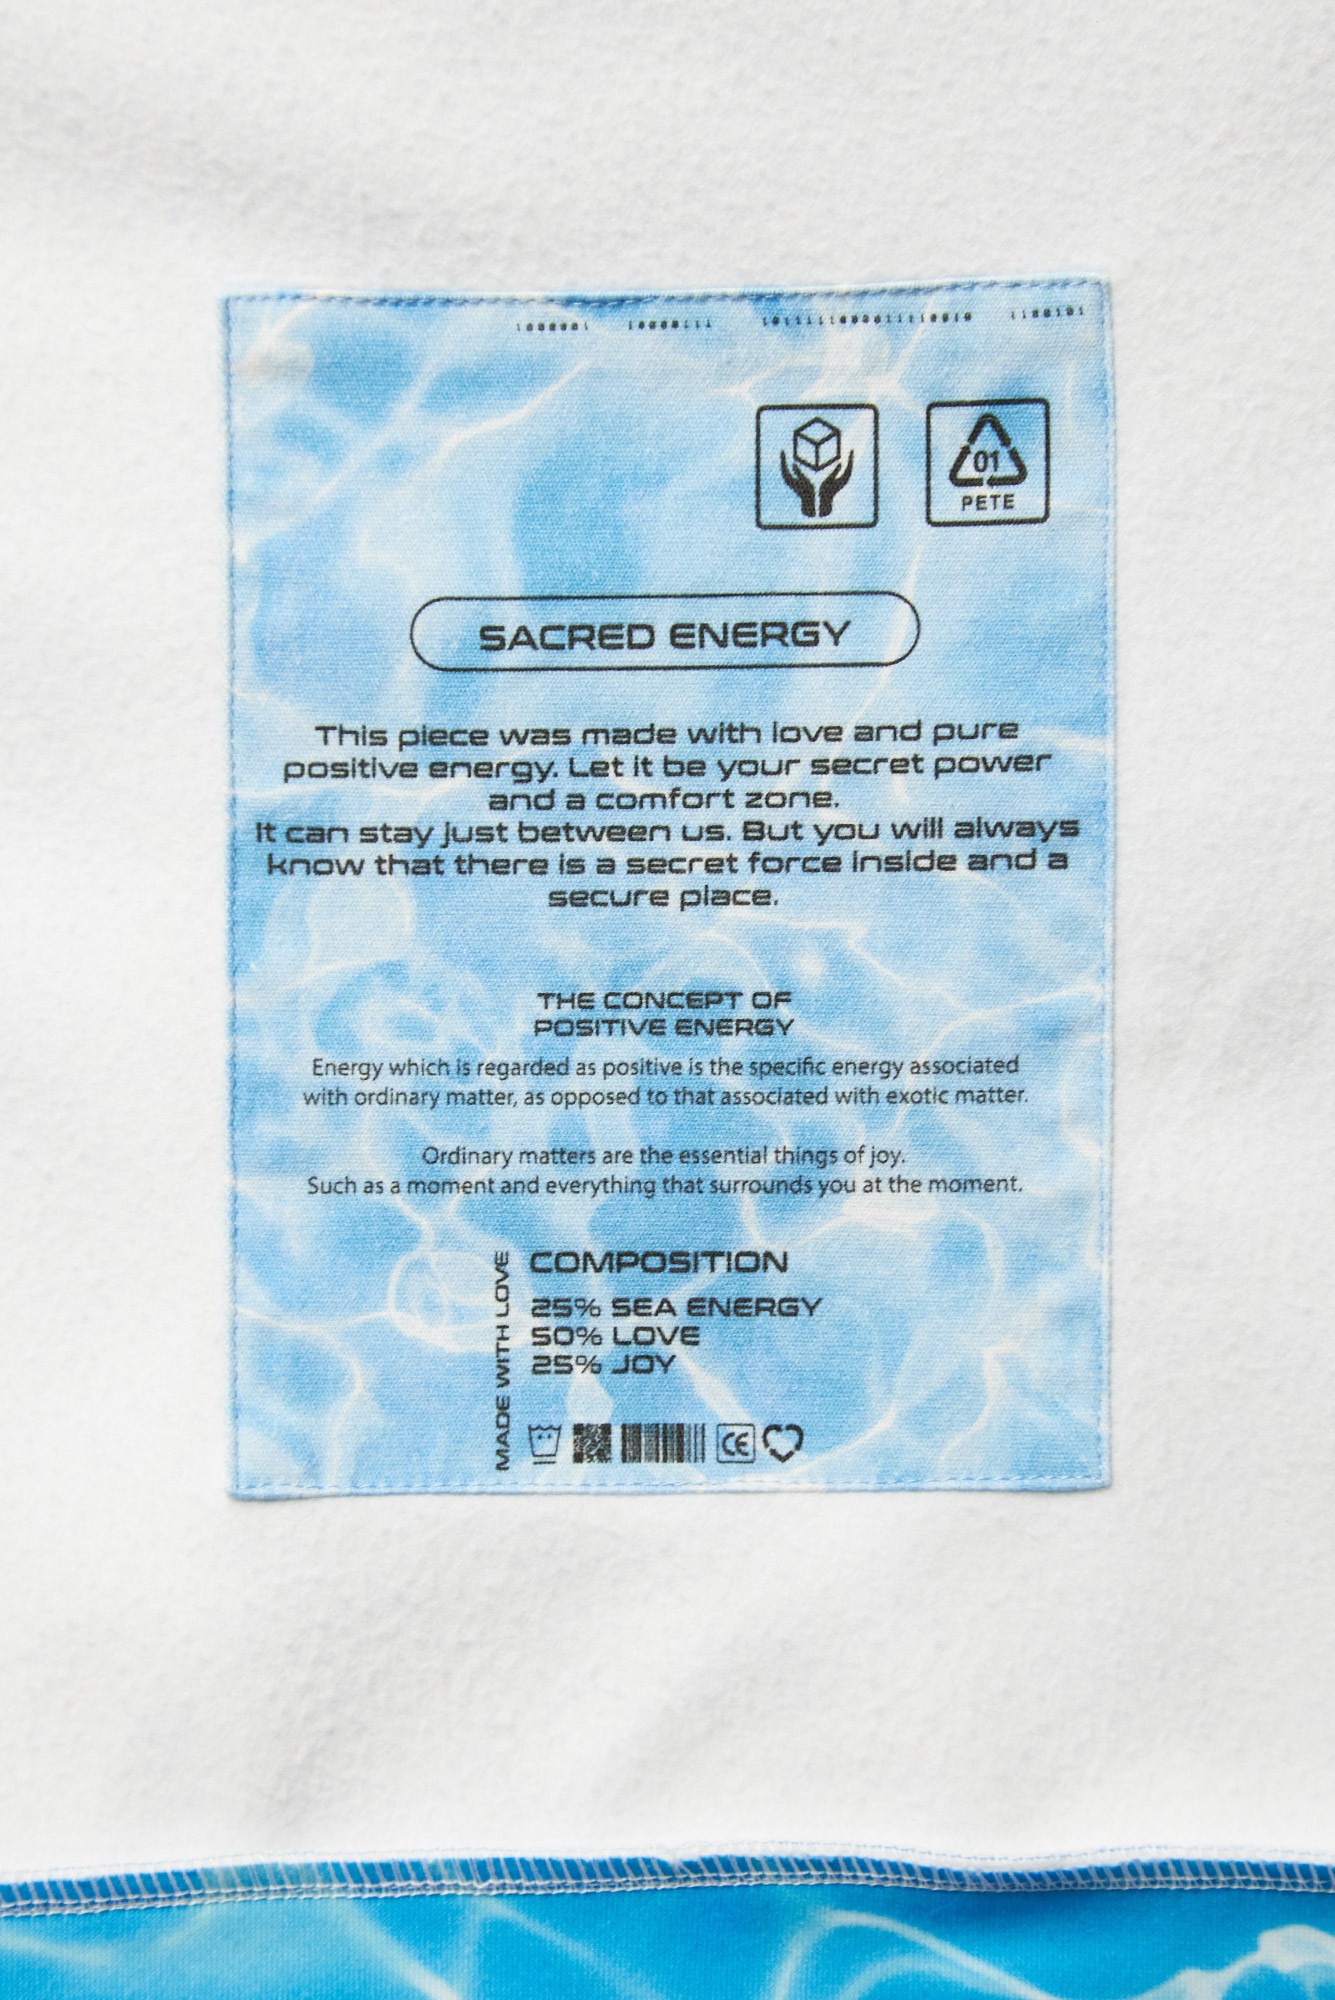 1000001 10000111
01
PETE
SACRED ENERGY
This piece was made with love and pure
positive energy. Let it be your secret power
and a comfort zone.
It can stay just between us. But you will always
know that there is a secret force inside and a
secure place.
THE CONCEPT OF
POSITIVE ENERGY
Energy which is regarded as positive is the specific energy associated
with ordinary matter, as opposed to that associated with exotic matter.
Ordinary matters are the essential things of joy.
Such as a moment and everything that surrounds you at the moment.
MADE WITH LOVE
COMPOSITION
25% SEA ENERGY
50% LOVE
25% JOY
CE